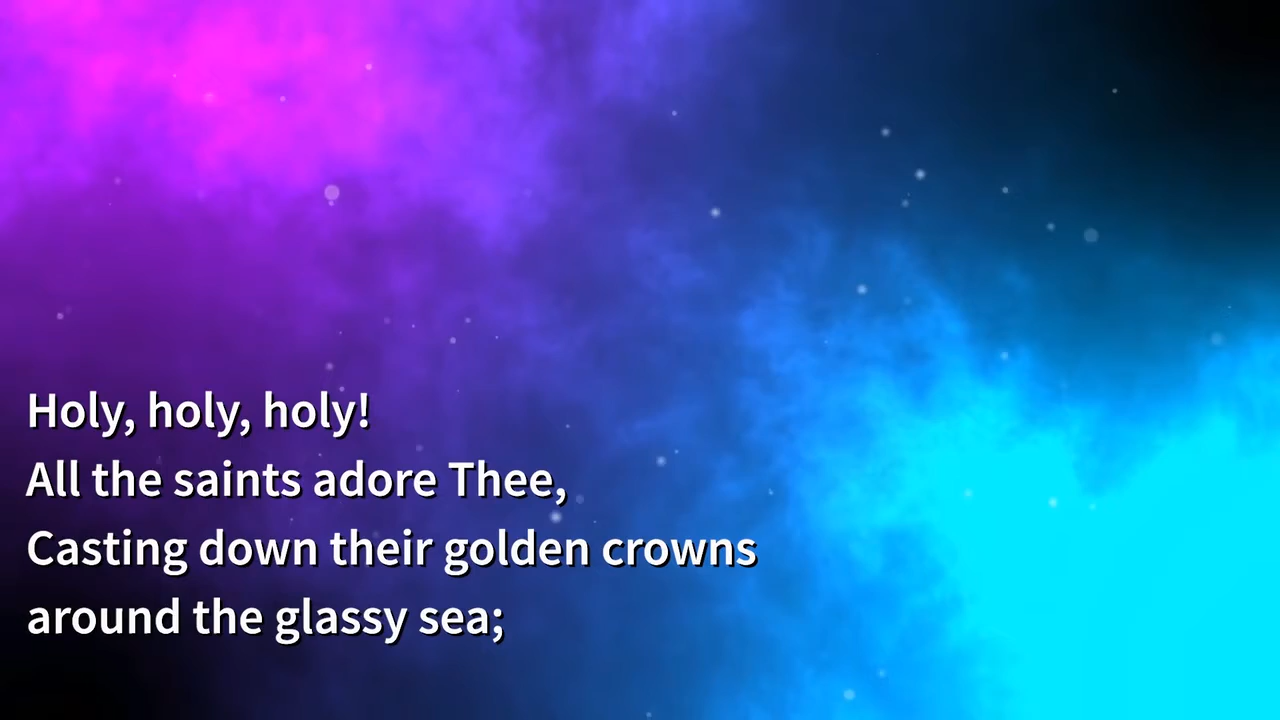 Holy, holy, holy!
All the saints adore Thee,
Casting down their golden crowns
around the glassy sea;